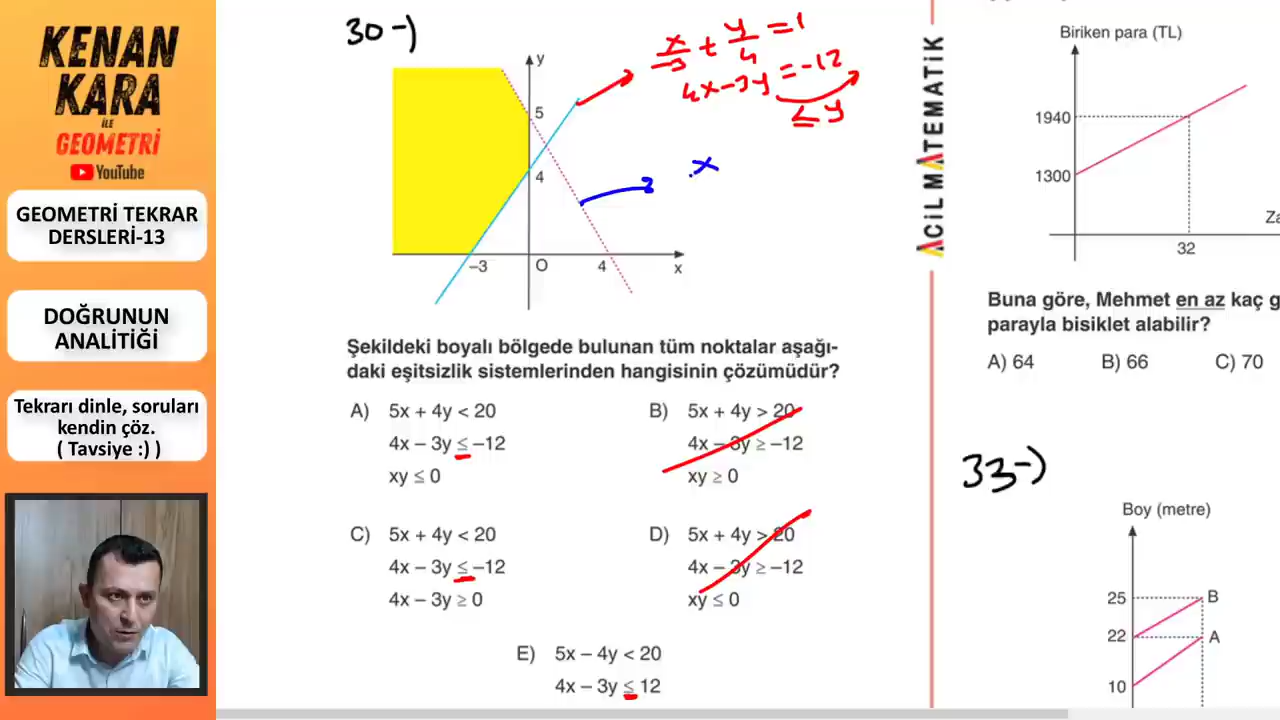 KENAN
KARA
İLE
GEOMETRİ
YouTube
GEOMETRİ TEKRAR
DERSLERİ-13
DOĞRUNUN
ANALİTİĞİ
Tekrarı dinle, soruları
kendin çöz.
( Tavsiye :) )
30-)
y
5
4
-3
O
4
x
x/-3 + y/4 = 1
4x-3y = -12
≤ y
x
Şekildeki boyalı bölgede bulunan tüm noktalar aşağı-
daki eşitsizlik sistemlerinden hangisinin çözümüdür?
A) 5x + 4y < 20
4x – 3y ≤ –12
xy ≤ 0
B) 5x + 4y > 20
4x – 3y ≥ –12
xy ≥ 0
C) 5x + 4y < 20
4x – 3y ≤ –12
4x – 3y ≥ 0
D) 5x + 4y > 20
4x – 3y ≥ –12
xy ≤ 0
E) 5x – 4y < 20
4x – 3y ≤ 12
ACİL MATEMATİK
Biriken para (TL)
1940
1300
32
Za
Buna göre, Mehmet en az kaç g
parayla bisiklet alabilir?
A) 64 B) 66 C) 70
33-)
Boy (metre)
25
B
22
A
10